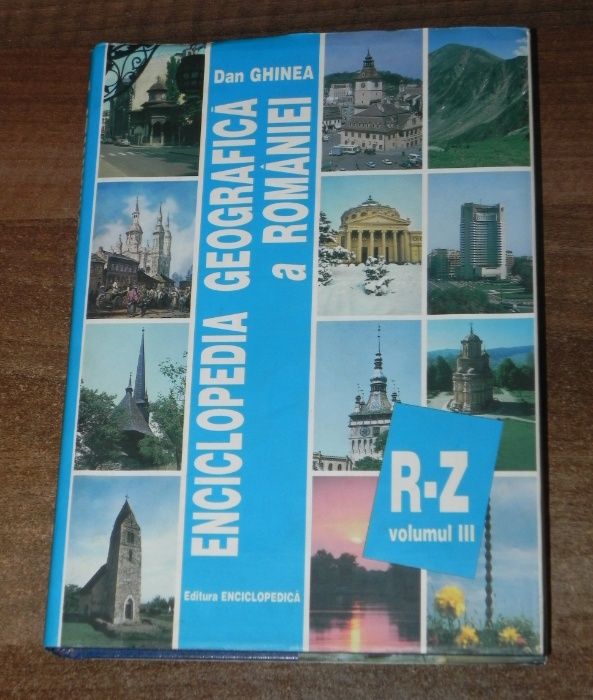 Dan GHINEA
ENCICLOPEDIA GEOGRAFICĂ
a ROMÂNIEI
R-Z
volumul III
Editura ENCICLOPEDICĂ